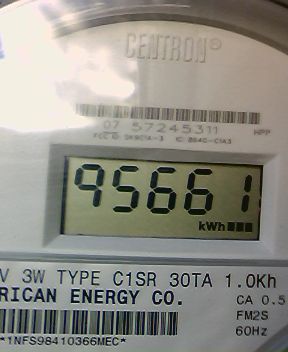 CENTRON®
07 57245311
HPP
95661
kWh
V 3W TYPE C1SR 30TA 1.0Kh
RICAN ENERGY CO.
CA 0.5
FM2S
60Hz
*1NFS98410366MEC*